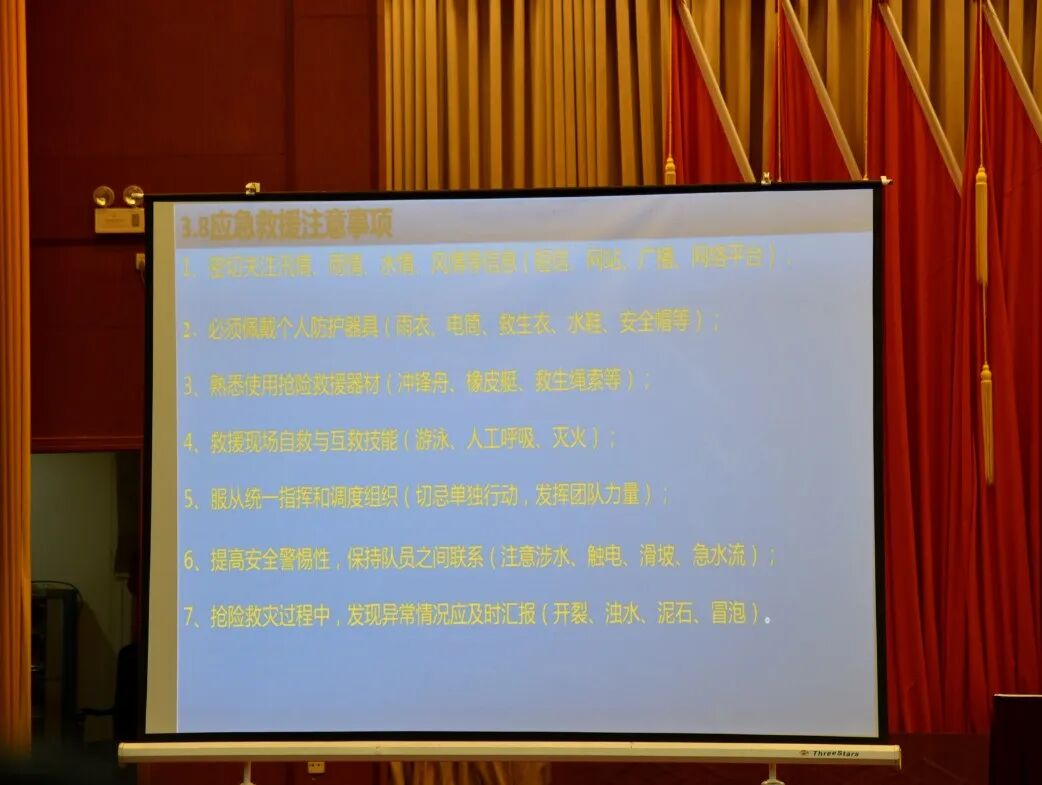 3.8应急救援注意事项
1、密切关注汛情、雨情、水情、风情等信息（短信、网站、广播、网络平台）；
2、必须佩戴个人防护器具（雨衣、电筒、救生衣、水鞋、安全帽等）；
3、熟悉使用抢险救援器材（冲锋舟、橡皮艇、救生绳索等）；
4、救援现场自救与互救技能（游泳、人工呼吸、灭火）；
5、服从统一指挥和调度组织（切忌单独行动，发挥团队力量）；
6、提高安全警惕性，保持队员之间联系（注意涉水、触电、滑坡、急水流）；
7、抢险救灾过程中，发现异常情况应及时汇报（开裂、浊水、泥石、冒泡）。
ThreeStars